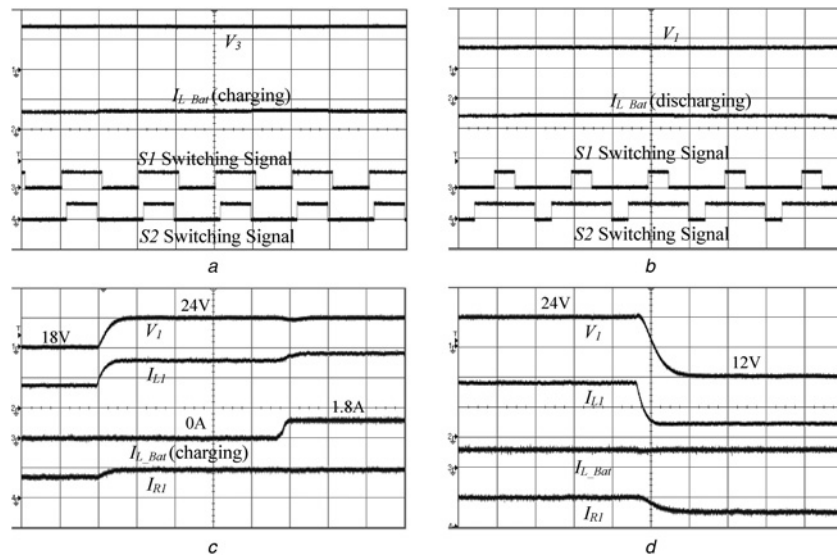 V3
IL_Bat (charging)
S1 Switching Signal
S2 Switching Signal
a
V1
IL_Bat (discharging)
S1 Switching Signal
S2 Switching Signal
b
24V
18V
V1
IL1
1.8A
0A
IL_Bat (charging)
IR1
c
24V
V1
12V
IL1
IL_Bat
IR1
d